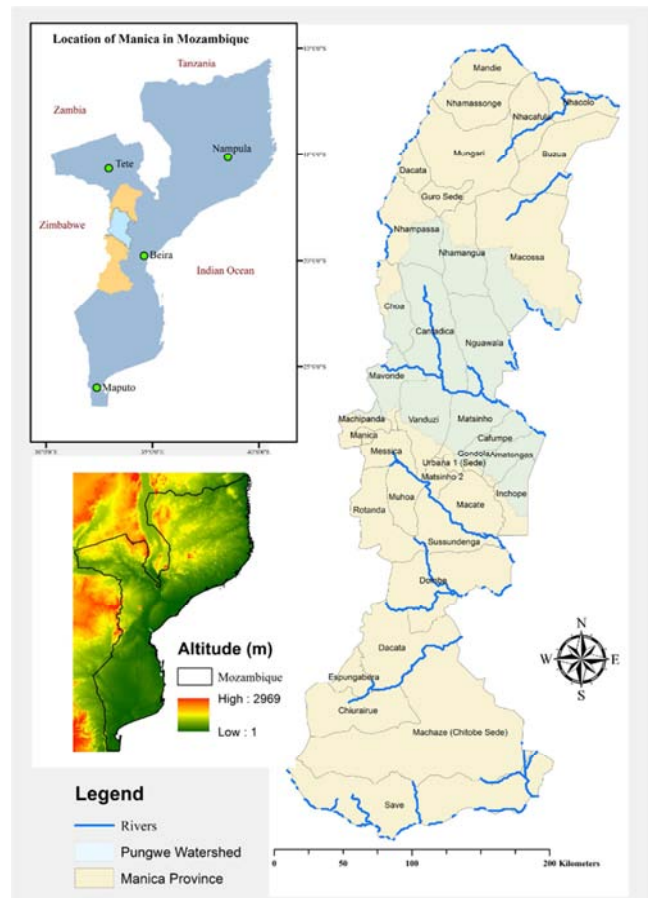 Location of Manica in Mozambique
Tanzania
Zambia
Nampula
Tete
Zimbabwe
Beira
Indian Ocean
Maputo
Mandie
Nhamassonge
Nhacolo
Nhacafula
Mungari
Buzua
Dacata
Guro Sede
Nhampassa
Nhamangua
Macossa
Choa
Cantadica
Nguawala
Mavonde
Machipanda
Vanduzi
Matsinho
Manica
Cafumpe
Messica
Gondola
Amatongas
Urbana 1 (Sede)
Matsinho 2
Inchope
Rotanda
Muhoa
Macate
Sussundenga
Dombe
Dacata
Espungabera
Chiurairue
Machaze (Chitobe Sede)
Save
N
W
E
S
Altitude (m)
Mozambique
High : 2969
Low : 1
Legend
Rivers
Pungwe Watershed
Manica Province
0
50
100
200 Kilometers